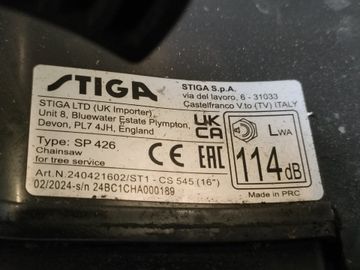 STIGA
STIGA LTD (UK Importer)
Unit 8, Bluewater Estate Plympton,
Devon, PL7 4JH, England
STIGA S.p.A.
via del lavoro, 6 - 31033
Castelfranco V.to (TV) ITALY
Type: SP 426
Chainsaw
for tree service
UK
CA
CE EAC
LWA
114dB
Art.N.240421602/ST1 - CS 545 (16")
02/2024-s/n 24BC1CHA000189
Made in PRC